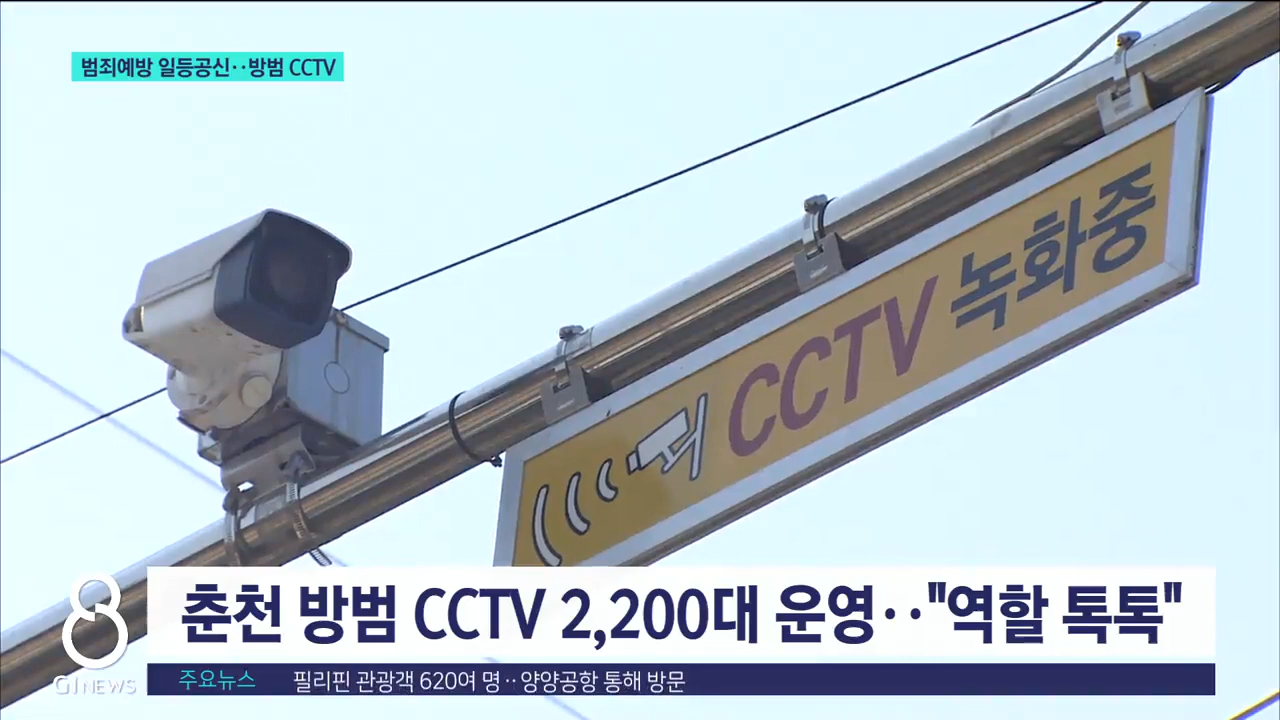 범죄예방 일등공신‥방범 CCTV
CCTV 녹화중
춘천 방범 CCTV 2,200대 운영‥"역할 톡톡"
8
G1 NEWS
주요뉴스 필리핀 관광객 620여 명‥양양공항 통해 방문